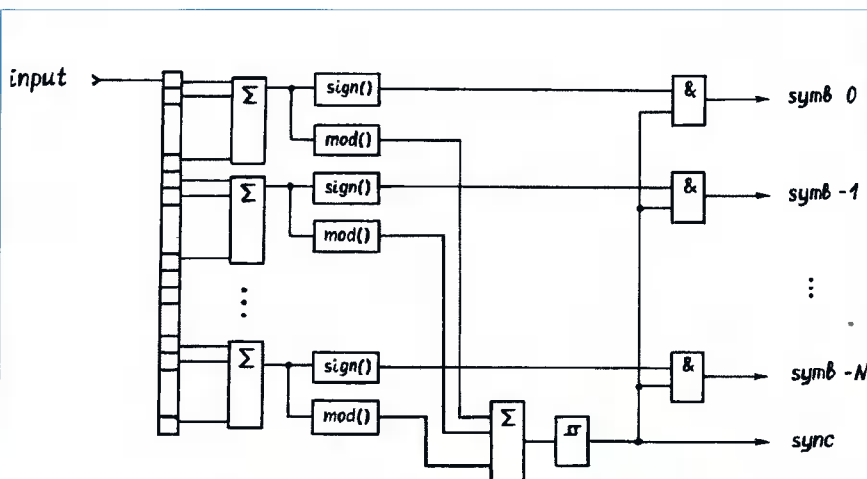 input
Σ
sign()
&
symb 0
mod()
Σ
sign()
&
symb -1
mod()
Σ
sign()
&
symb -N
mod()
Σ
sync